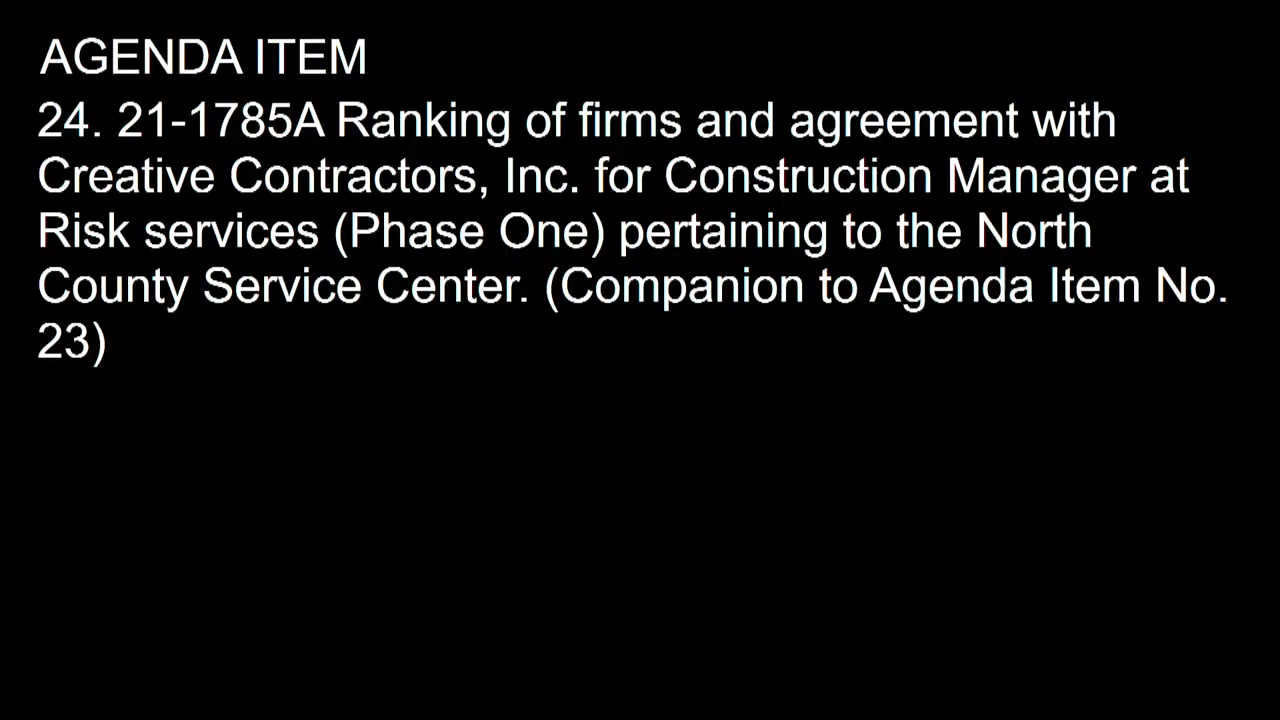 AGENDA ITEM
24. 21-1785A Ranking of firms and agreement with
Creative Contractors, Inc. for Construction Manager at
Risk services (Phase One) pertaining to the North
County Service Center. (Companion to Agenda Item No.
23)